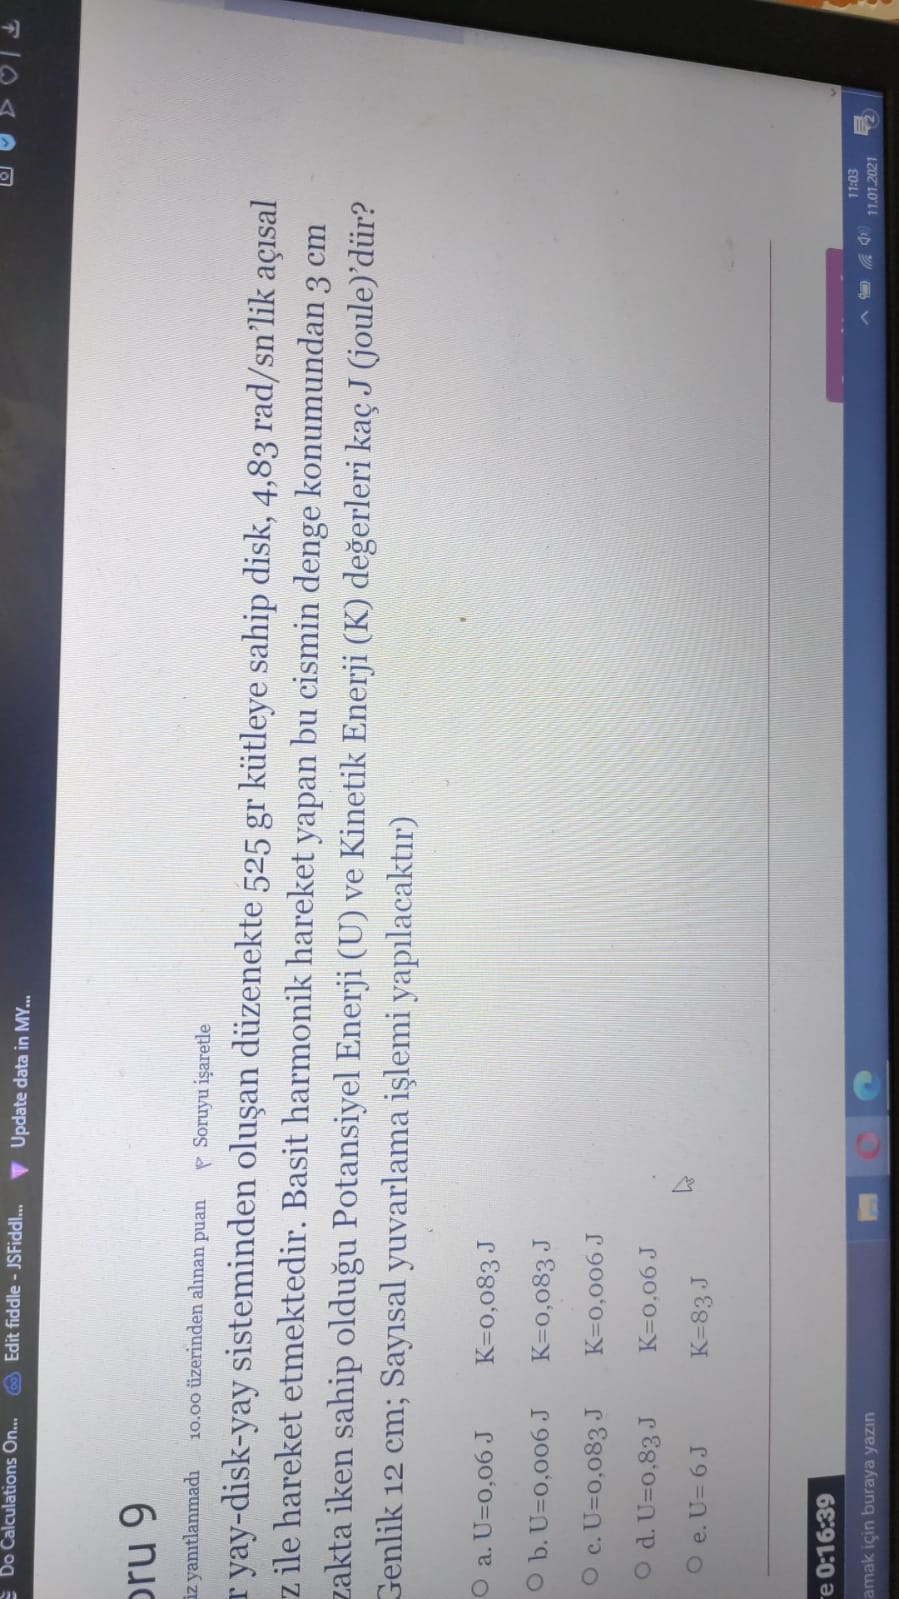 Do Calculations On... Edit fiddle - JSFiddl... Update data in MY...
oru 9
iz yanıtlanmadı 10.00 üzerinden alınan puan Soruyu işaretle
r yay-disk-yay sisteminden oluşan düzenekte 525 gr kütleye sahip disk, 4,83 rad/sn'lik açısal
z ile hareket etmektedir. Basit harmonik hareket yapan bu cismin denge konumundan 3 cm
zakta iken sahip olduğu Potansiyel Enerji (U) ve Kinetik Enerji (K) değerleri kaç J (joule)'dür?
Genlik 12 cm; Sayısal yuvarlama işlemi yapılacaktır)
a. U=0,06 J K=0,083 J
b. U=0,006 J K=0,083 J
c. U=0,083 J K=0,006 J
d. U=0,83 J K=0,06 J
e. U= 6 J K=83 J
e 0:16:39
amak için buraya yazın
11:03
11.01.2021
2